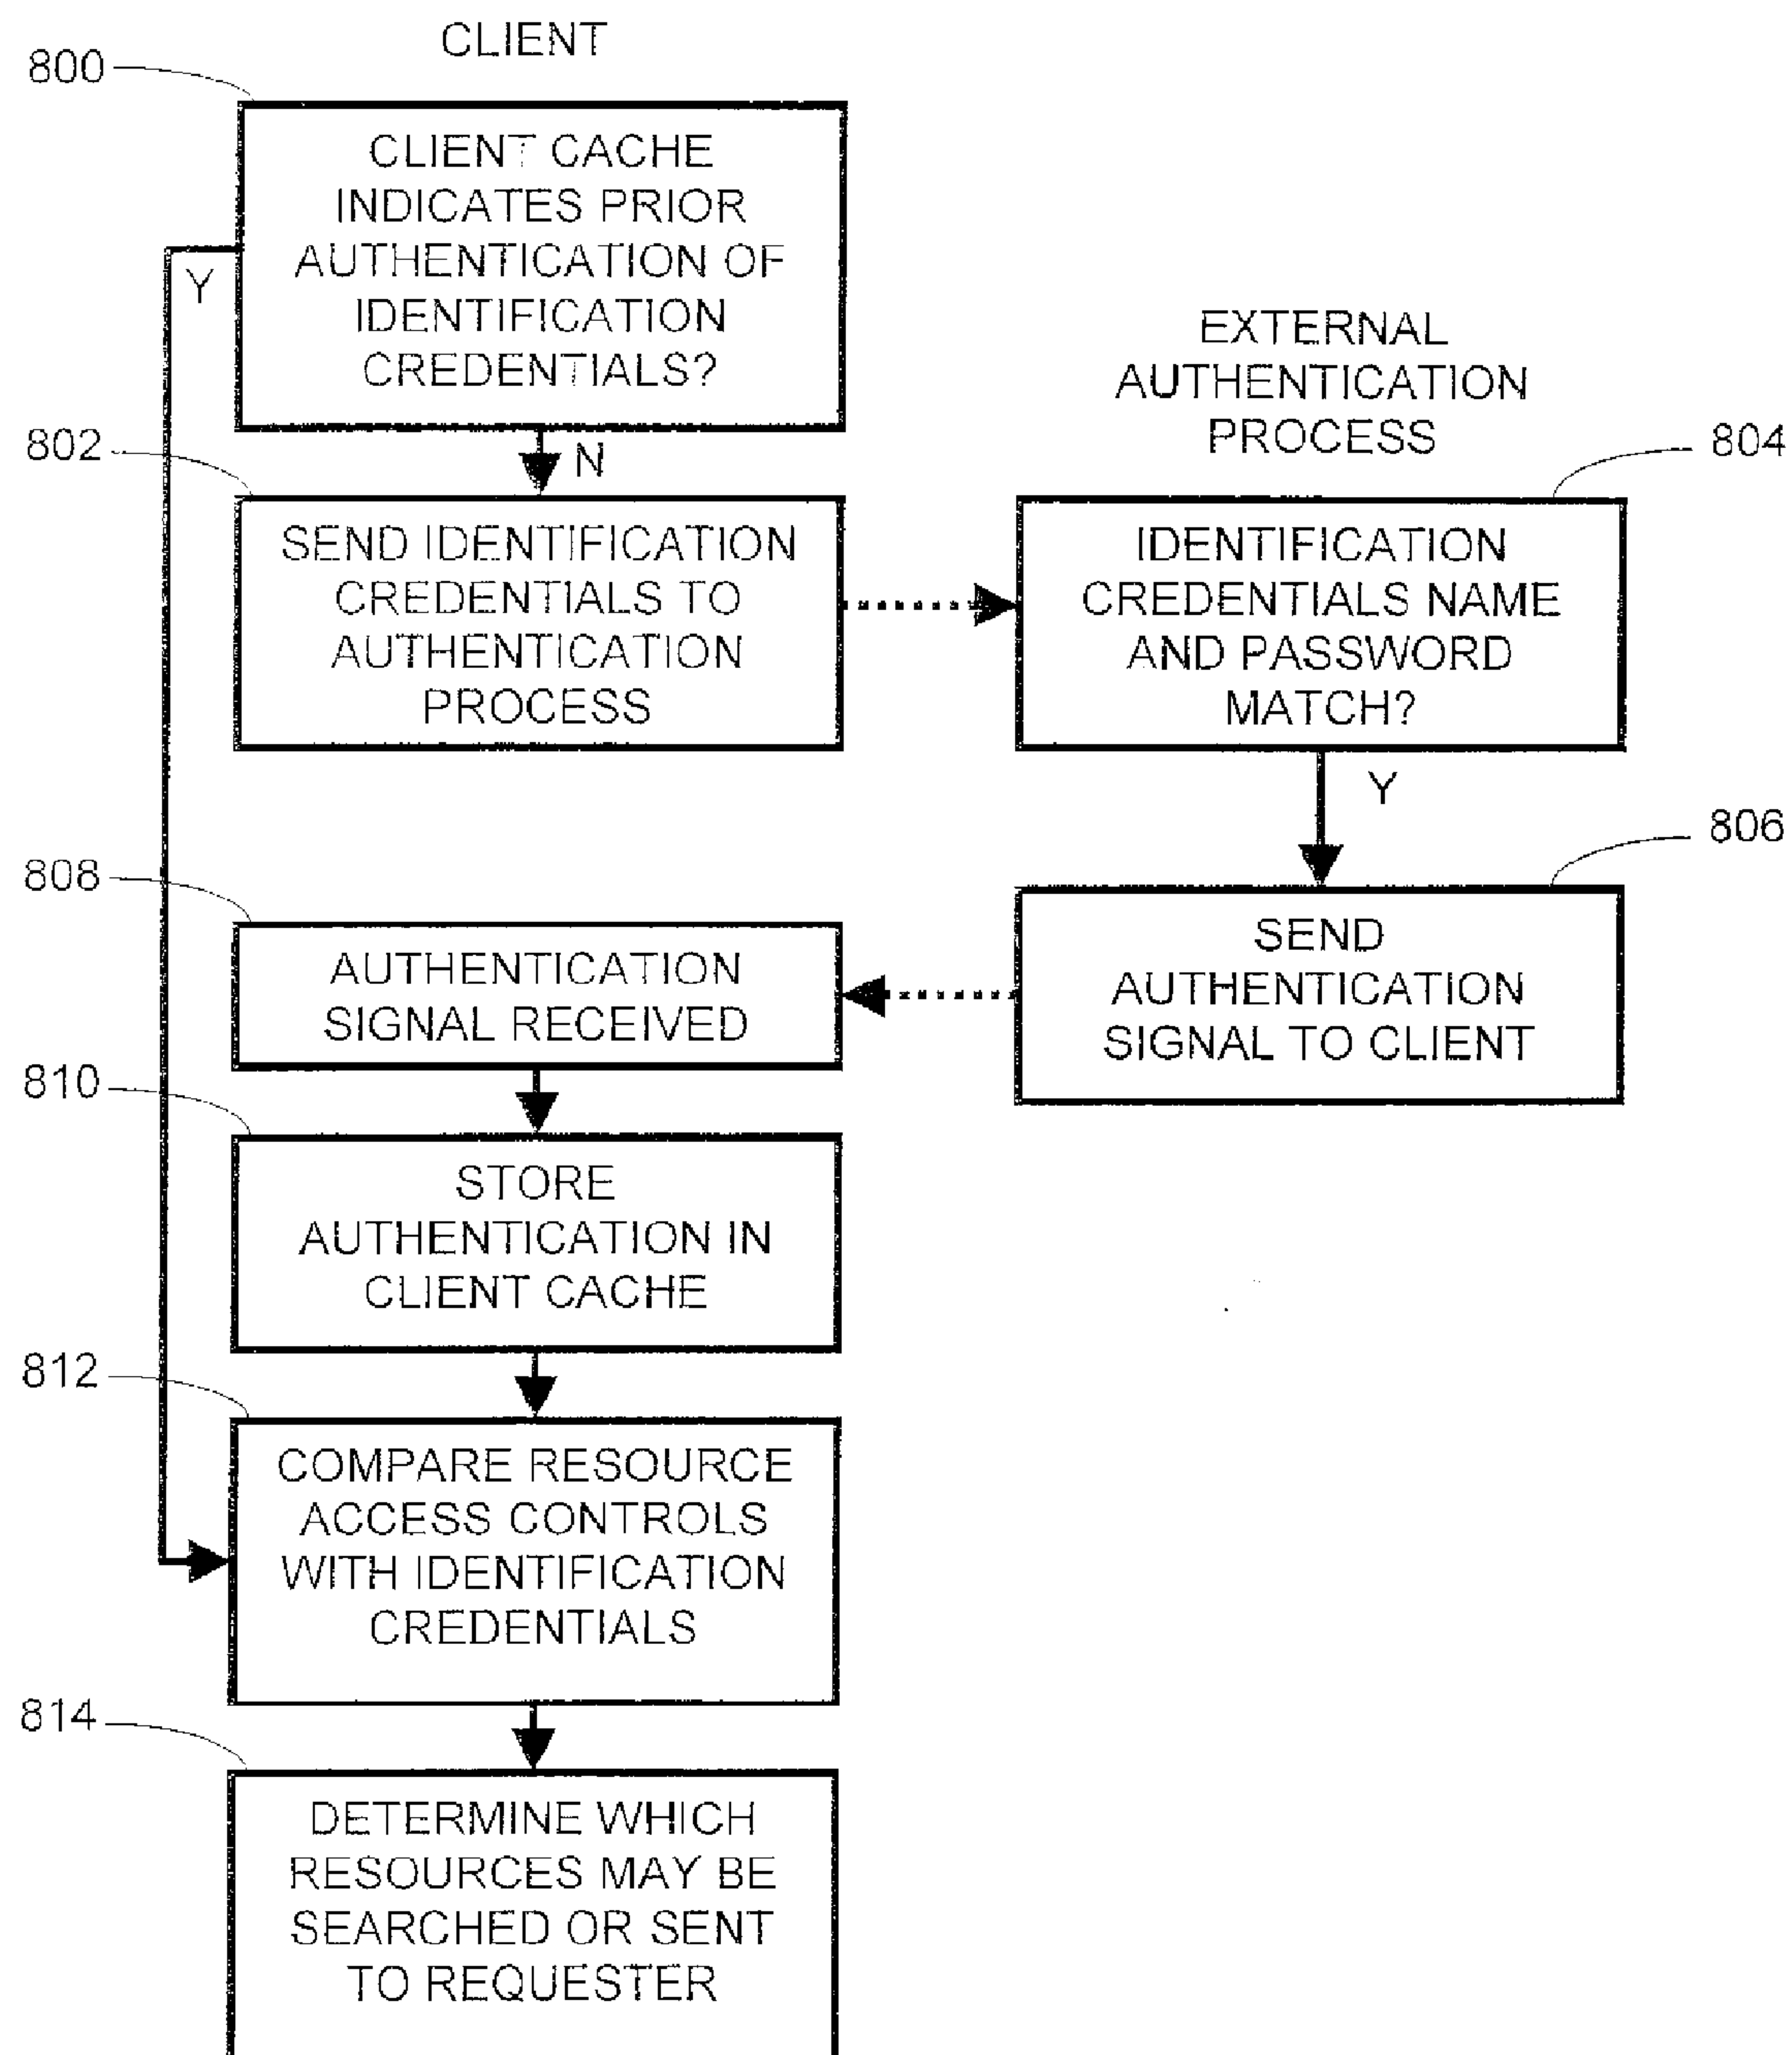 CLIENT
800
CLIENT CACHE
INDICATES PRIOR
AUTHENTICATION OF
IDENTIFICATION
CREDENTIALS?
Y
N
EXTERNAL
AUTHENTICATION
PROCESS
802
SEND IDENTIFICATION
CREDENTIALS TO
AUTHENTICATION
PROCESS
804
IDENTIFICATION
CREDENTIALS NAME
AND PASSWORD
MATCH?
Y
806
SEND
AUTHENTICATION
SIGNAL TO CLIENT
808
AUTHENTICATION
SIGNAL RECEIVED
810
STORE
AUTHENTICATION IN
CLIENT CACHE
812
COMPARE RESOURCE
ACCESS CONTROLS
WITH IDENTIFICATION
CREDENTIALS
814
DETERMINE WHICH
RESOURCES MAY BE
SEARCHED OR SENT
TO REQUESTER